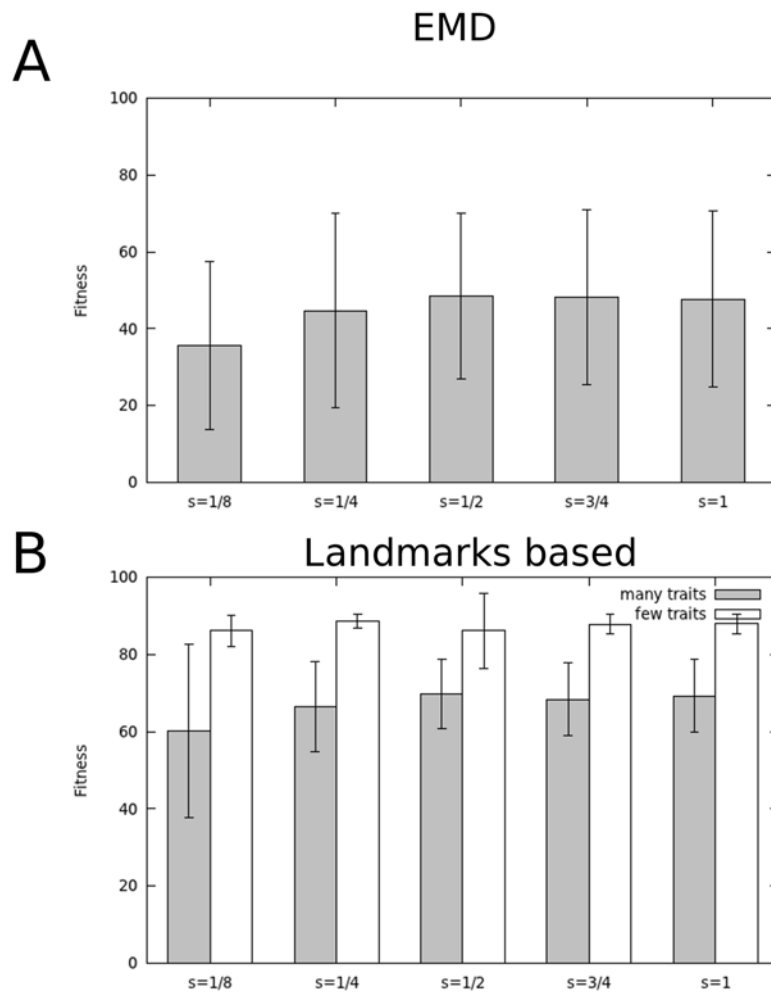 EMD
A
100
80
60
40
20
0
Fitness
s=1/8 s=1/4 s=1/2 s=3/4 s=1
B
Landmarks based
many traits
few traits
100
80
60
40
20
0
Fitness
s=1/8 s=1/4 s=1/2 s=3/4 s=1